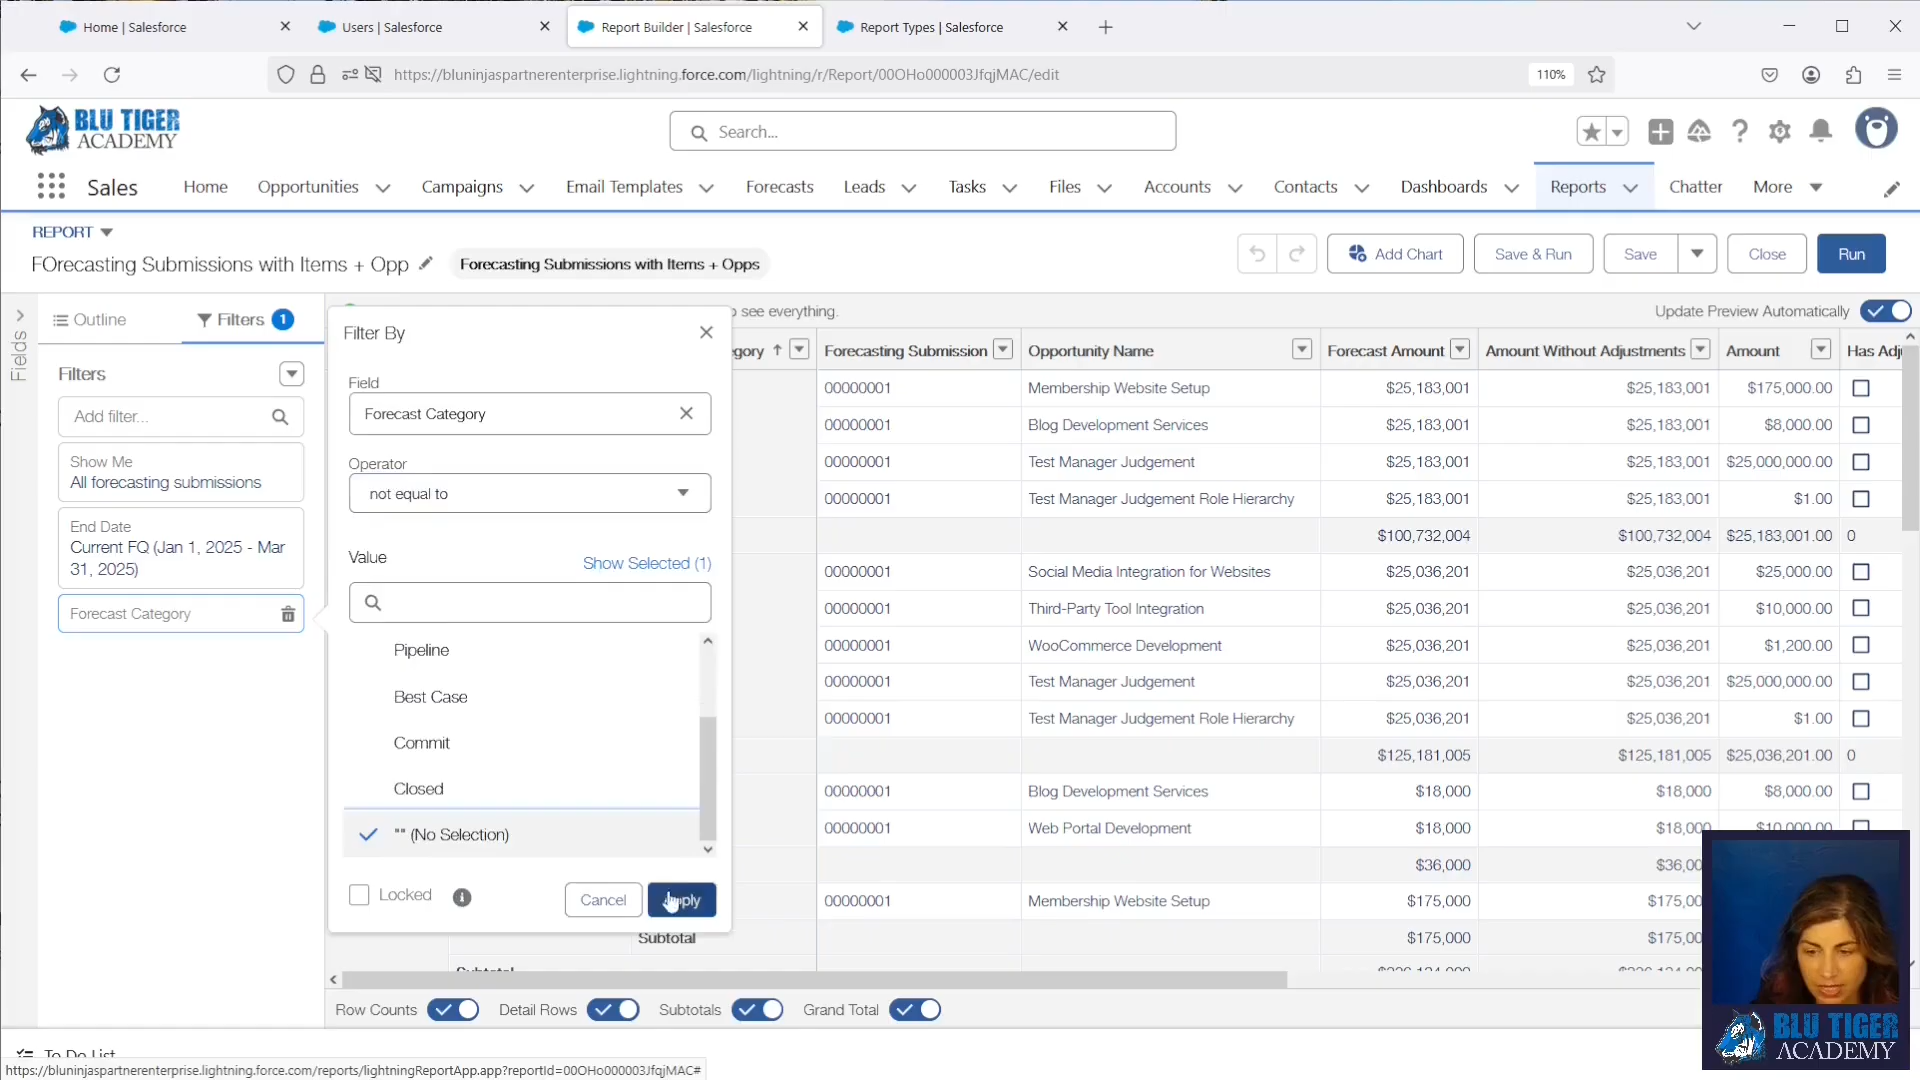 Home | Salesforce
Users | Salesforce
Report Builder | Salesforce
Report Types | Salesforce
https://bluninjaspartnerenterprise.lightning.force.com/lightning/r/Report/00OHo000003JfqjMAC/edit
110%
BLU TIGER
ACADEMY
Search...
Sales
Home
Opportunities
Campaigns
Email Templates
Forecasts
Leads
Tasks
Files
Accounts
Contacts
Dashboards
Reports
Chatter
More
REPORT
FOrecasting Submissions with Items + Opp
Forecasting Submissions with Items + Opps
Add Chart
Save & Run
Save
Close
Run
Fields
Outline
Filters 1
see everything.
Update Preview Automatically
Filters
Add filter...
Show Me
All forecasting submissions
End Date
Current FQ (Jan 1, 2025 - Mar
31, 2025)
Forecast Category
Filter By
Field
Forecast Category
Operator
not equal to
Value
Show Selected (1)
Pipeline
Best Case
Commit
Closed
"" (No Selection)
Locked
Cancel
Forecasting Submission Opportunity Name Forecast Amount Amount Without Adjustments Amount Has Adj
00000001 Membership Website Setup $25,183,001 $25,183,001 $175,000.00
00000001 Blog Development Services $25,183,001 $25,183,001 $8,000.00
00000001 Test Manager Judgement $25,183,001 $25,183,001 $25,000,000.00
00000001 Test Manager Judgement Role Hierarchy $25,183,001 $25,183,001 $1.00
$100,732,004 $100,732,004 $25,183,001.00 0
00000001 Social Media Integration for Websites $25,036,201 $25,036,201 $25,000.00
00000001 Third-Party Tool Integration $25,036,201 $25,036,201 $10,000.00
00000001 WooCommerce Development $25,036,201 $25,036,201 $1,200.00
00000001 Test Manager Judgement $25,036,201 $25,036,201 $25,000,000.00
00000001 Test Manager Judgement Role Hierarchy $25,036,201 $25,036,201 $1.00
$125,181,005 $125,181,005 $25,036,201.00 0
00000001 Blog Development Services $18,000 $18,000 $8,000.00
00000001 Web Portal Development $18,000 $18,000 $10,000.00
$36,000
00000001 Membership Website Setup $175,000
Subtotal $175,000
Subtotal
Row Counts
Detail Rows
Subtotals
Grand Total
To Do List
https://bluninjaspartnerenterprise.lightning.force.com/reports/lightningReportApp.app?reportId=00OHo000003JfqjMAC#
BLU TIGER
ACADEMY